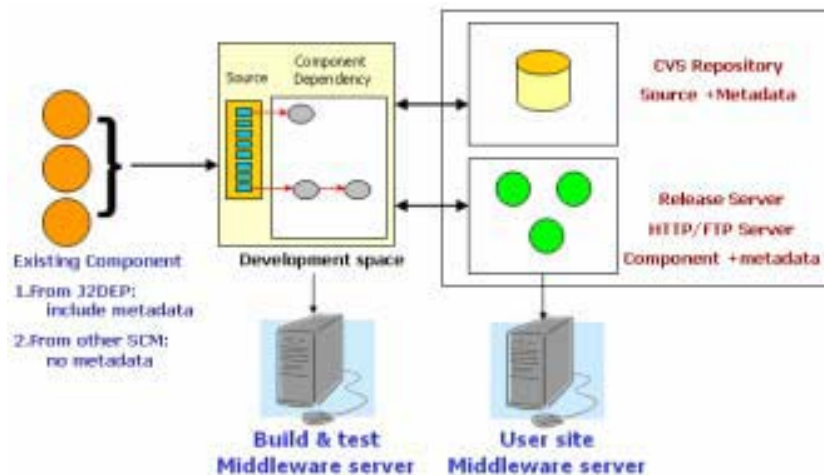 Component
Dependency
Source
CVS Repository
Source +Metadata
Release Server
HTTP/FTP Server
Component +metadata
Existing Component
1.From J2DEP:
include metadata
2.From other SCM:
no metadata
Development space
Build & test
Middleware server
User site
Middleware server